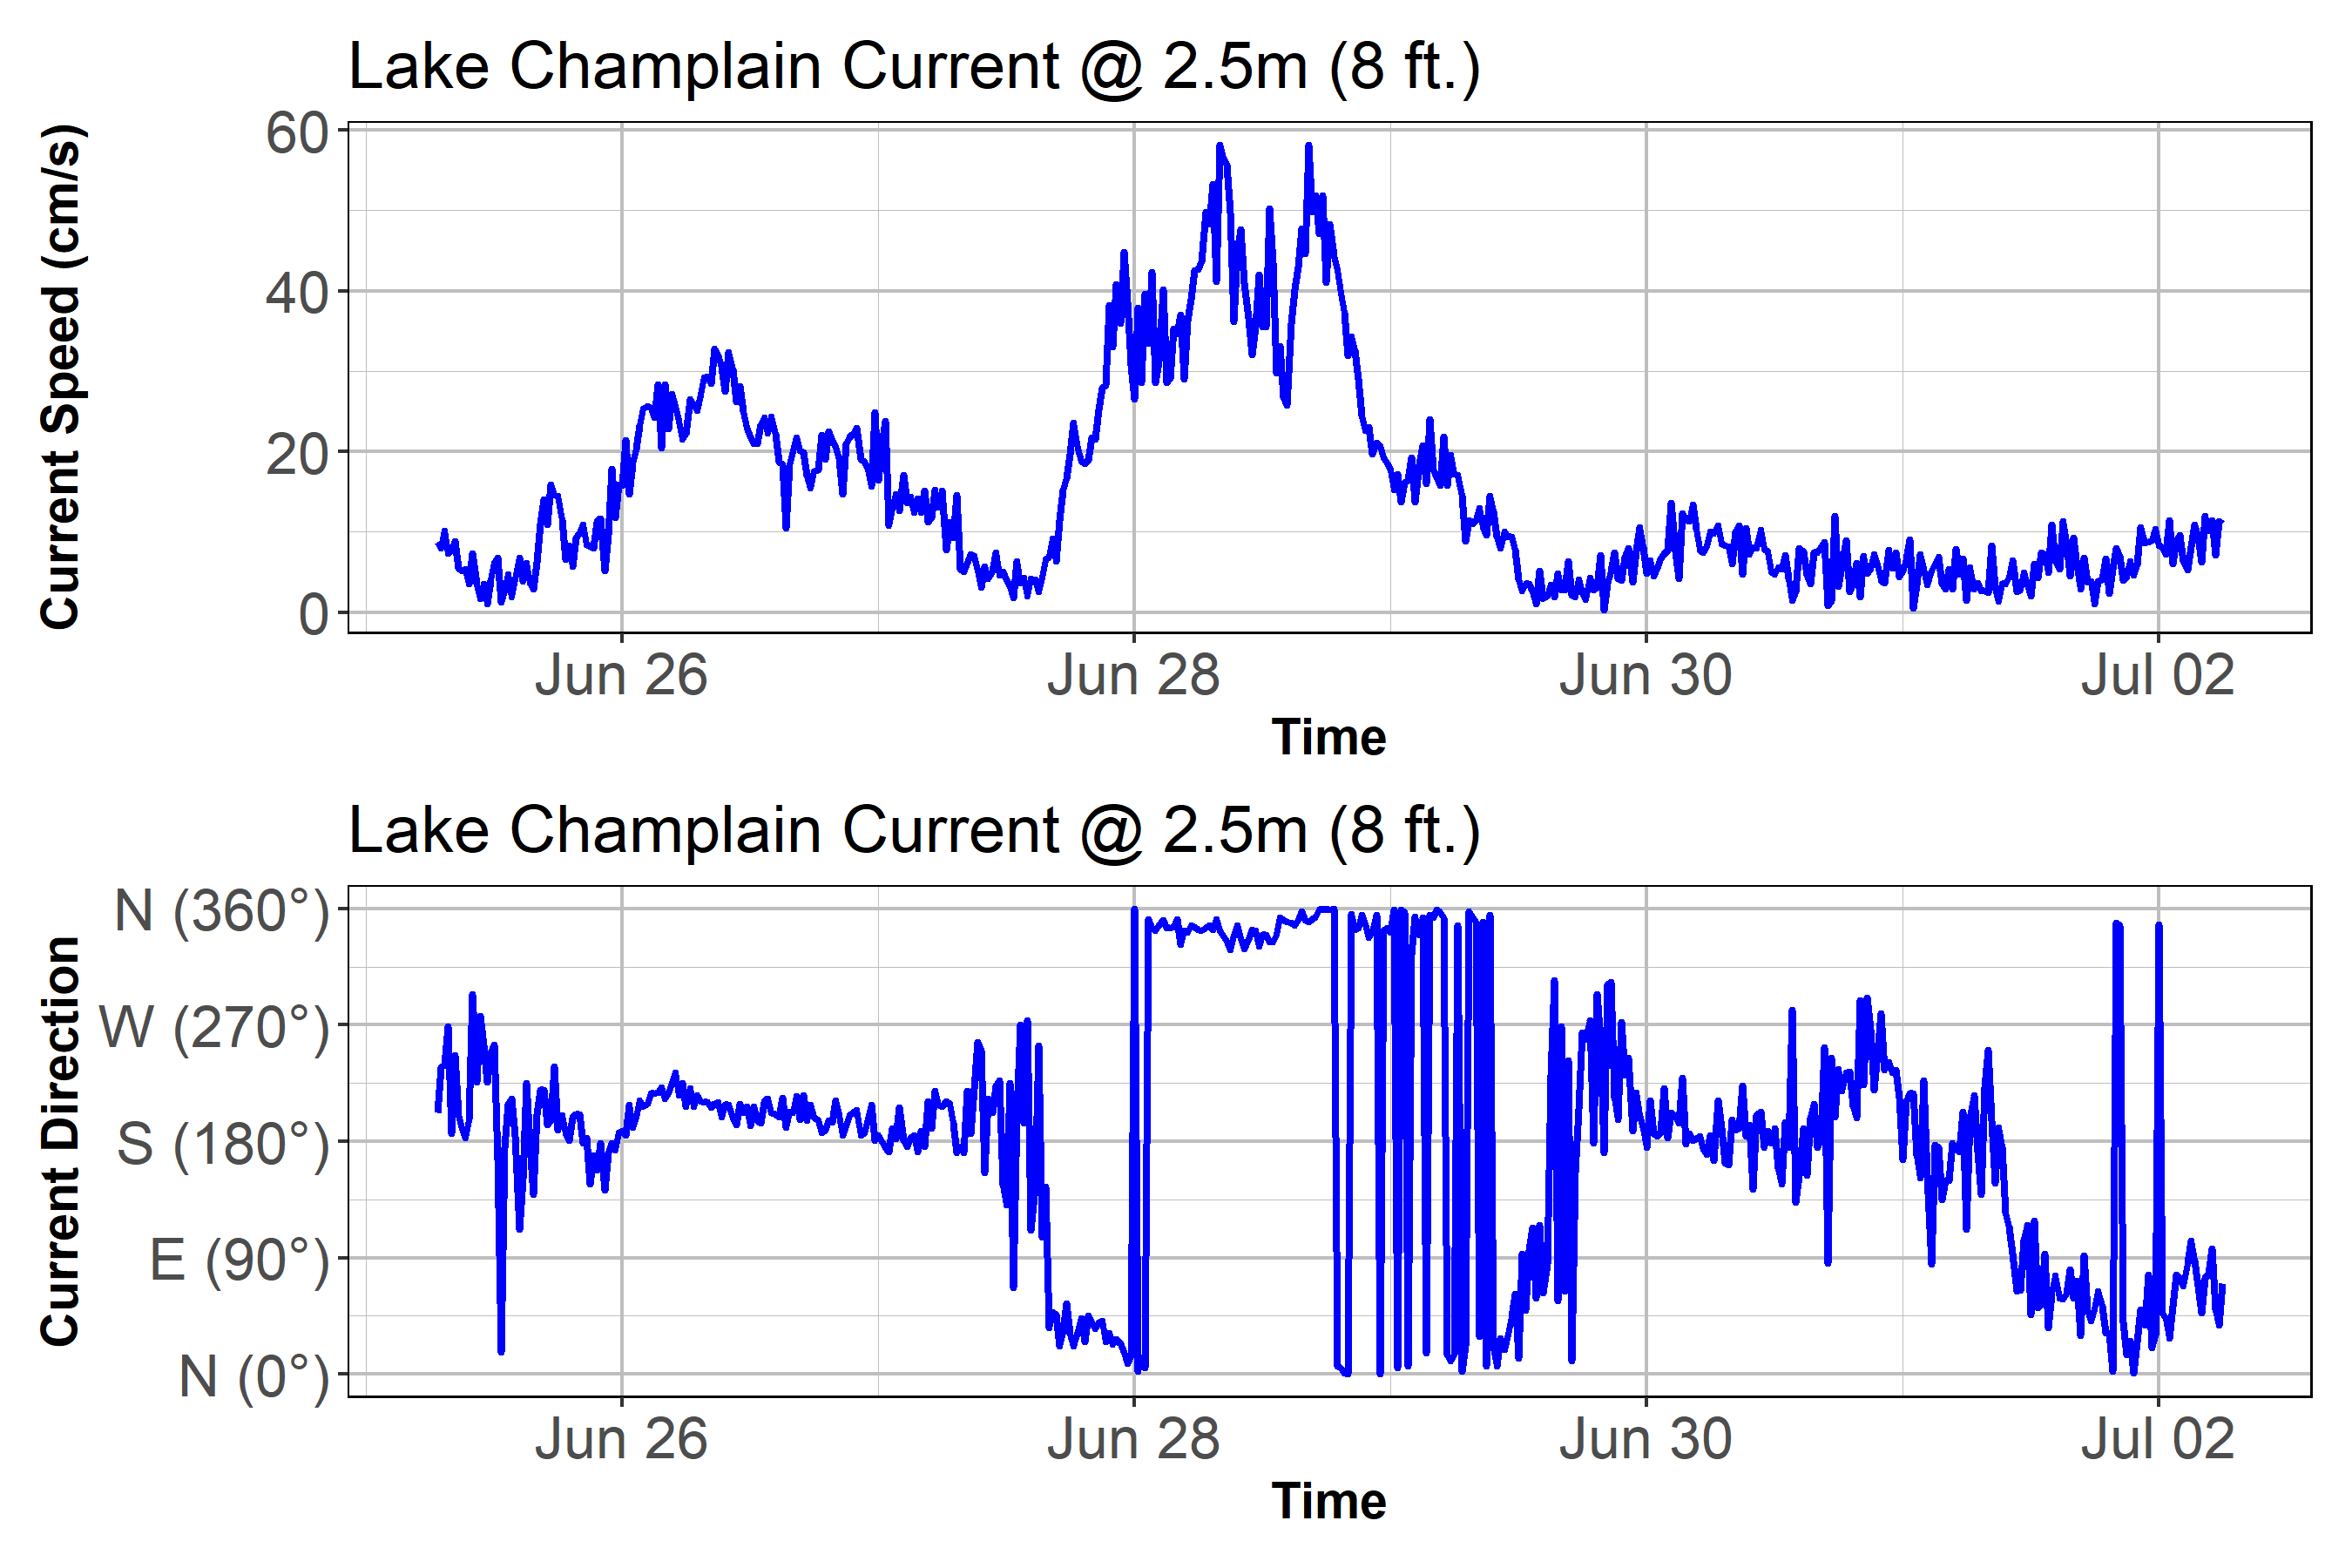 Lake Champlain Current @ 2.5m (8 ft.)
Current Speed (cm/s)
60
40
20
0
Jun 26 Jun 28 Jun 30 Jul 02
Time
Lake Champlain Current @ 2.5m (8 ft.)
Current Direction
N (360°)
W (270°)
S (180°)
E (90°)
N (0°)
Jun 26 Jun 28 Jun 30 Jul 02
Time